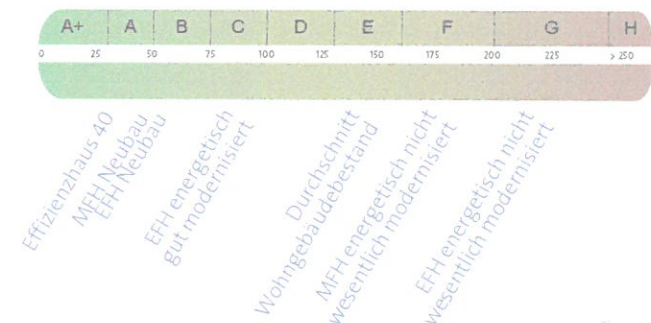 A+ A B C D E F G H
0 25 50 75 100 125 150 175 200 225 > 250
Effizienzhaus 40
MFH Neubau
EFH Neubau
EFH energetisch
gut modernisiert
Durchschnitt
Wohngebäudebestand
MFH energetisch nicht
wesentlich modernisiert
EFH energetisch nicht
wesentlich modernisiert